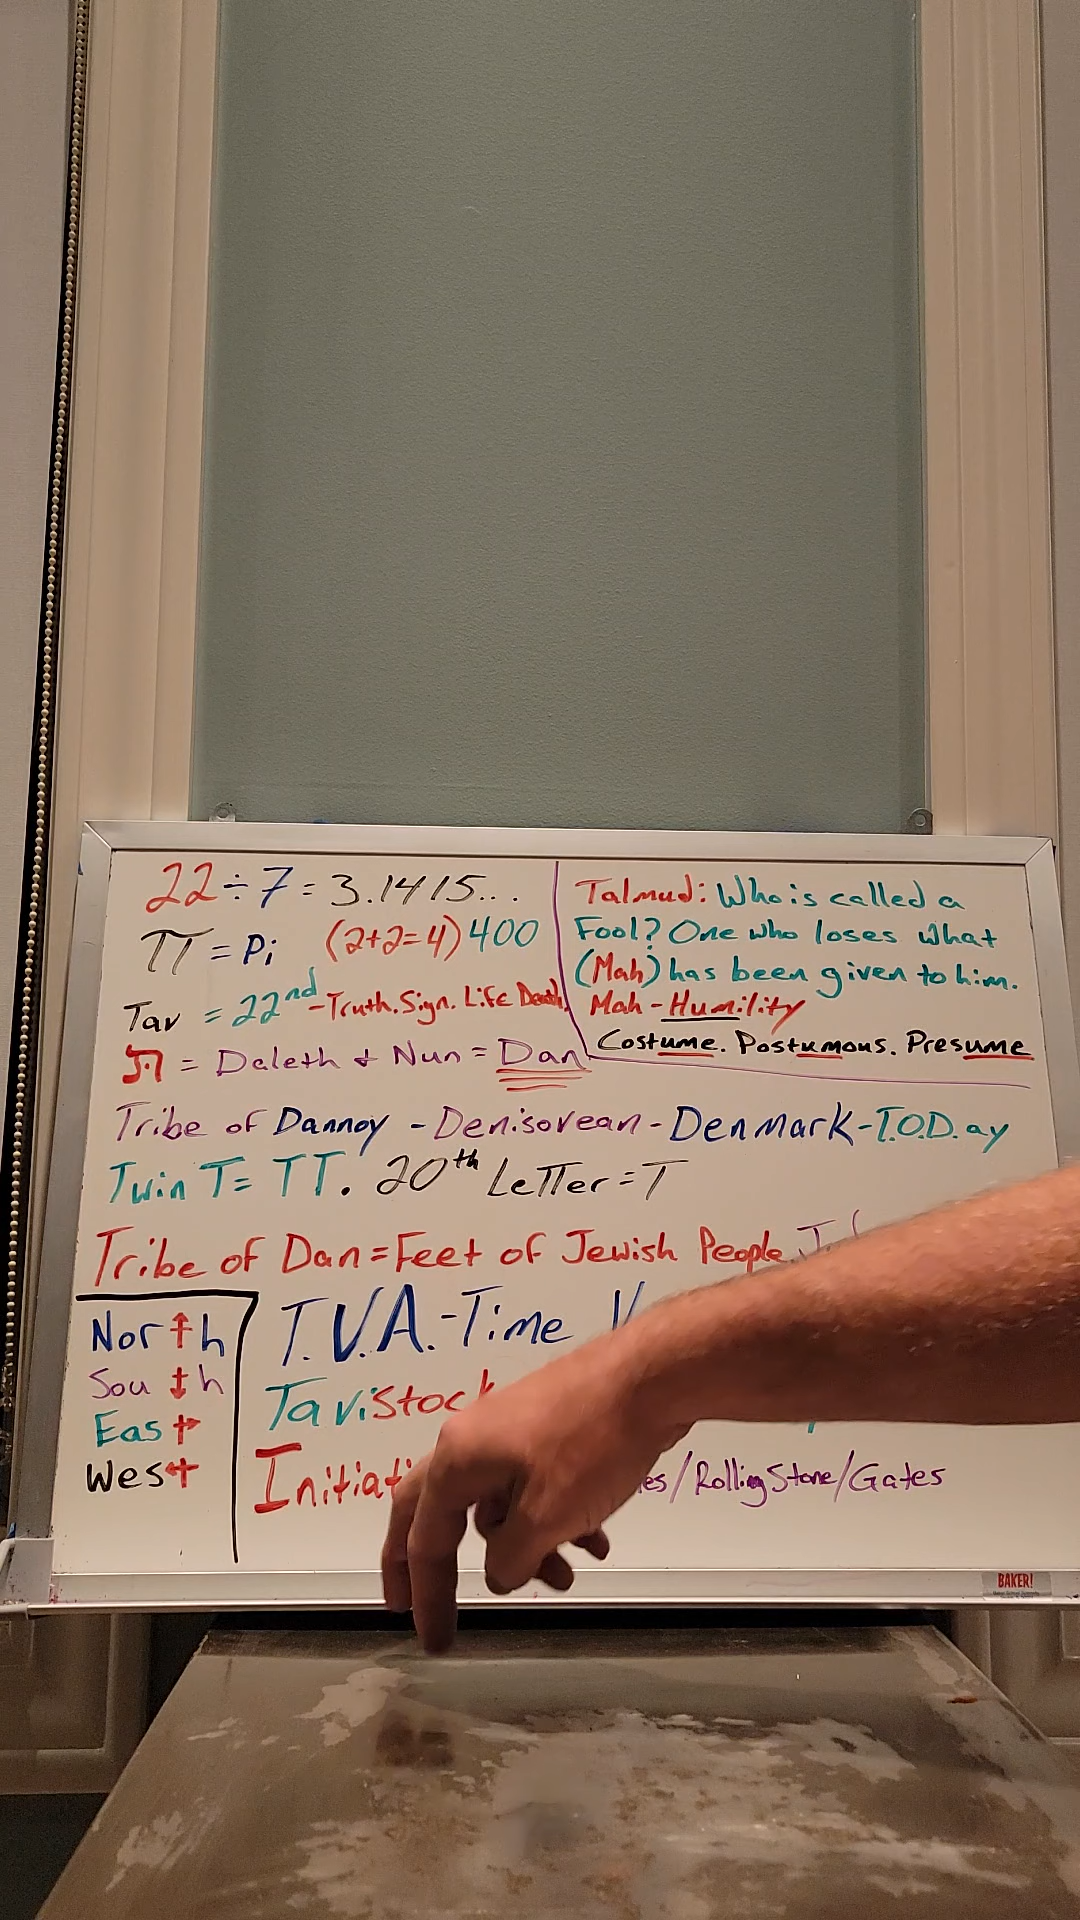 22÷7=3.1415...
π = Pi (2+2=4) 400
Tav = 22nd -Truth. Sign. Life Death.
= Daleth & Nun = Dan
Talmud: Who is called a
Fool? One who loses what
(Mah) has been given to him.
Mah - Humility
Costume. Postumous. Presume
Tribe of Dannoy - Denisovean - Denmark - T.O.D.ay
Twin T= TT. 20th Letter = T
Tribe of Dan = Feet of Jewish People
North
South
East
West
T.V.A. - Time
Tavistock
Initiati
es/Rolling Stone/Gates
BAKER!